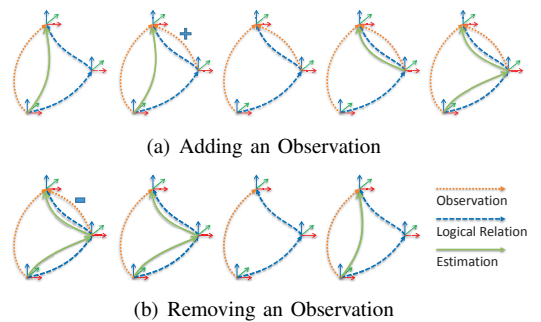 (a) Adding an Observation
Observation
Logical Relation
Estimation
(b) Removing an Observation